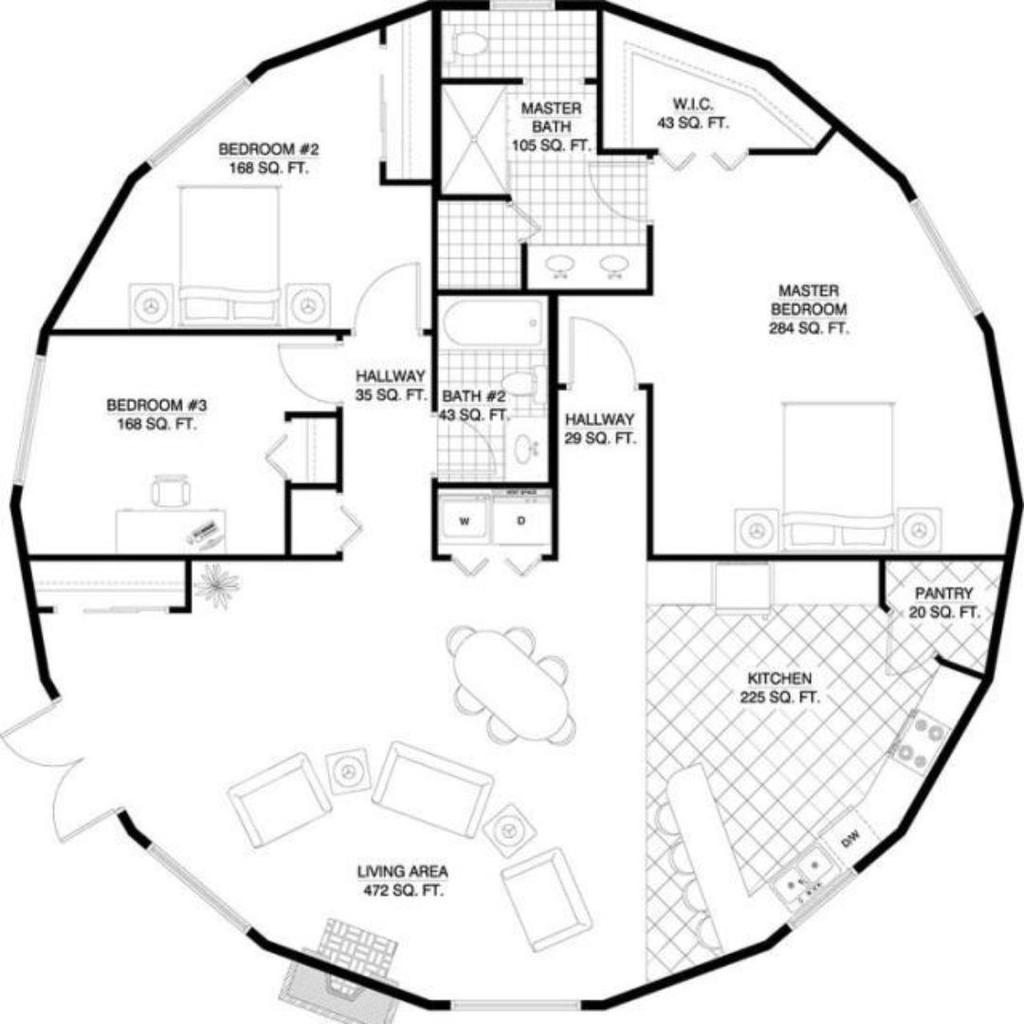 MASTER
BATH
105 SQ. FT.
W.I.C.
43 SQ. FT.
BEDROOM #2
168 SQ. FT.
MASTER
BEDROOM
284 SQ. FT.
HALLWAY
35 SQ. FT.
BATH #2
43 SQ. FT.
BEDROOM #3
168 SQ. FT.
HALLWAY
29 SQ. FT.
W
D
PANTRY
20 SQ. FT.
KITCHEN
225 SQ. FT.
D/W
LIVING AREA
472 SQ. FT.